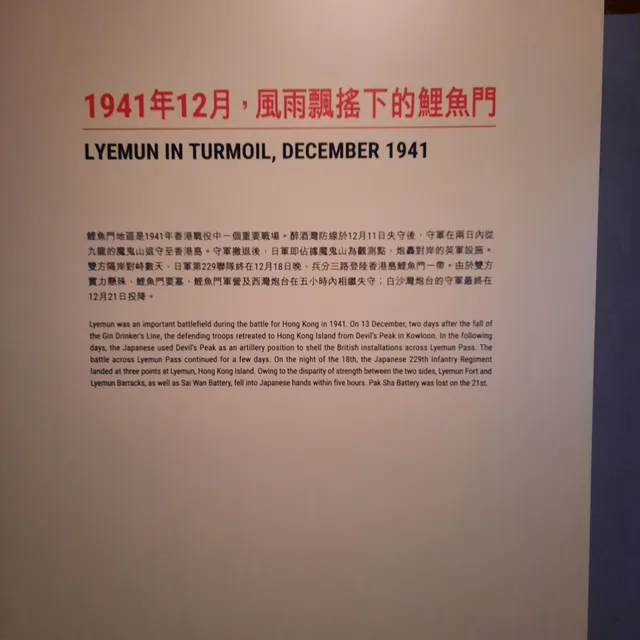 1941年12月，風雨飄搖下的鯉魚門
LYEMUN IN TURMOIL, DECEMBER 1941
鯉魚門地區是1941年香港戰役中一個重要戰場。醉酒灣防線於12月11日失守後，守軍在兩日內從
九龍的魔鬼山退守至香港島。守軍撤退後，日軍即佔據魔鬼山為觀測點，炮轟對岸的英軍設施。
雙方隔岸對峙數天，日軍第229聯隊終在12月18日晚，兵分三路登陸香港島鯉魚門一帶。由於雙方
實力懸殊，鯉魚門要塞、鯉魚門軍營及西灣炮台在五小時內相繼失守；白沙灣炮台的守軍最終在
12月21日投降。
Lyemun was an important battlefield during the battle for Hong Kong in 1941. On 13 December, two days after the fall of
the Gin Drinker's Line, the defending troops retreated to Hong Kong Island from Devil's Peak in Kowloon. In the following
days, the Japanese used Devil's Peak as an artillery position to shell the British installations across Lyemun Pass. The
battle across Lyemun Pass continued for a few days. On the night of the 18th, the Japanese 229th Infantry Regiment
landed at three points at Lyemun, Hong Kong Island. Owing to the disparity of strength between the two sides, Lyemun Fort and
Lyemun Barracks, as well as Sai Wan Battery, fell into Japanese hands within five hours. Pak Sha Battery was lost on the 21st.